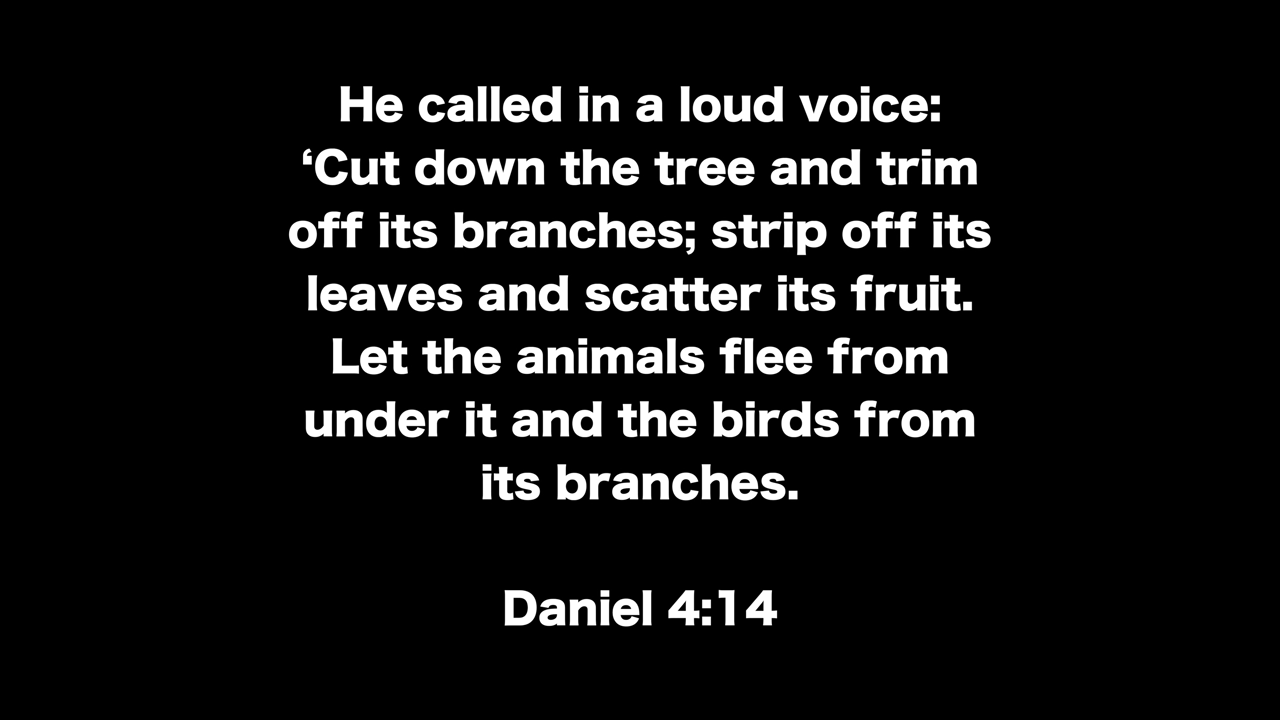 He called in a loud voice:
‘Cut down the tree and trim
off its branches; strip off its
leaves and scatter its fruit.
Let the animals flee from
under it and the birds from
its branches.
Daniel 4:14